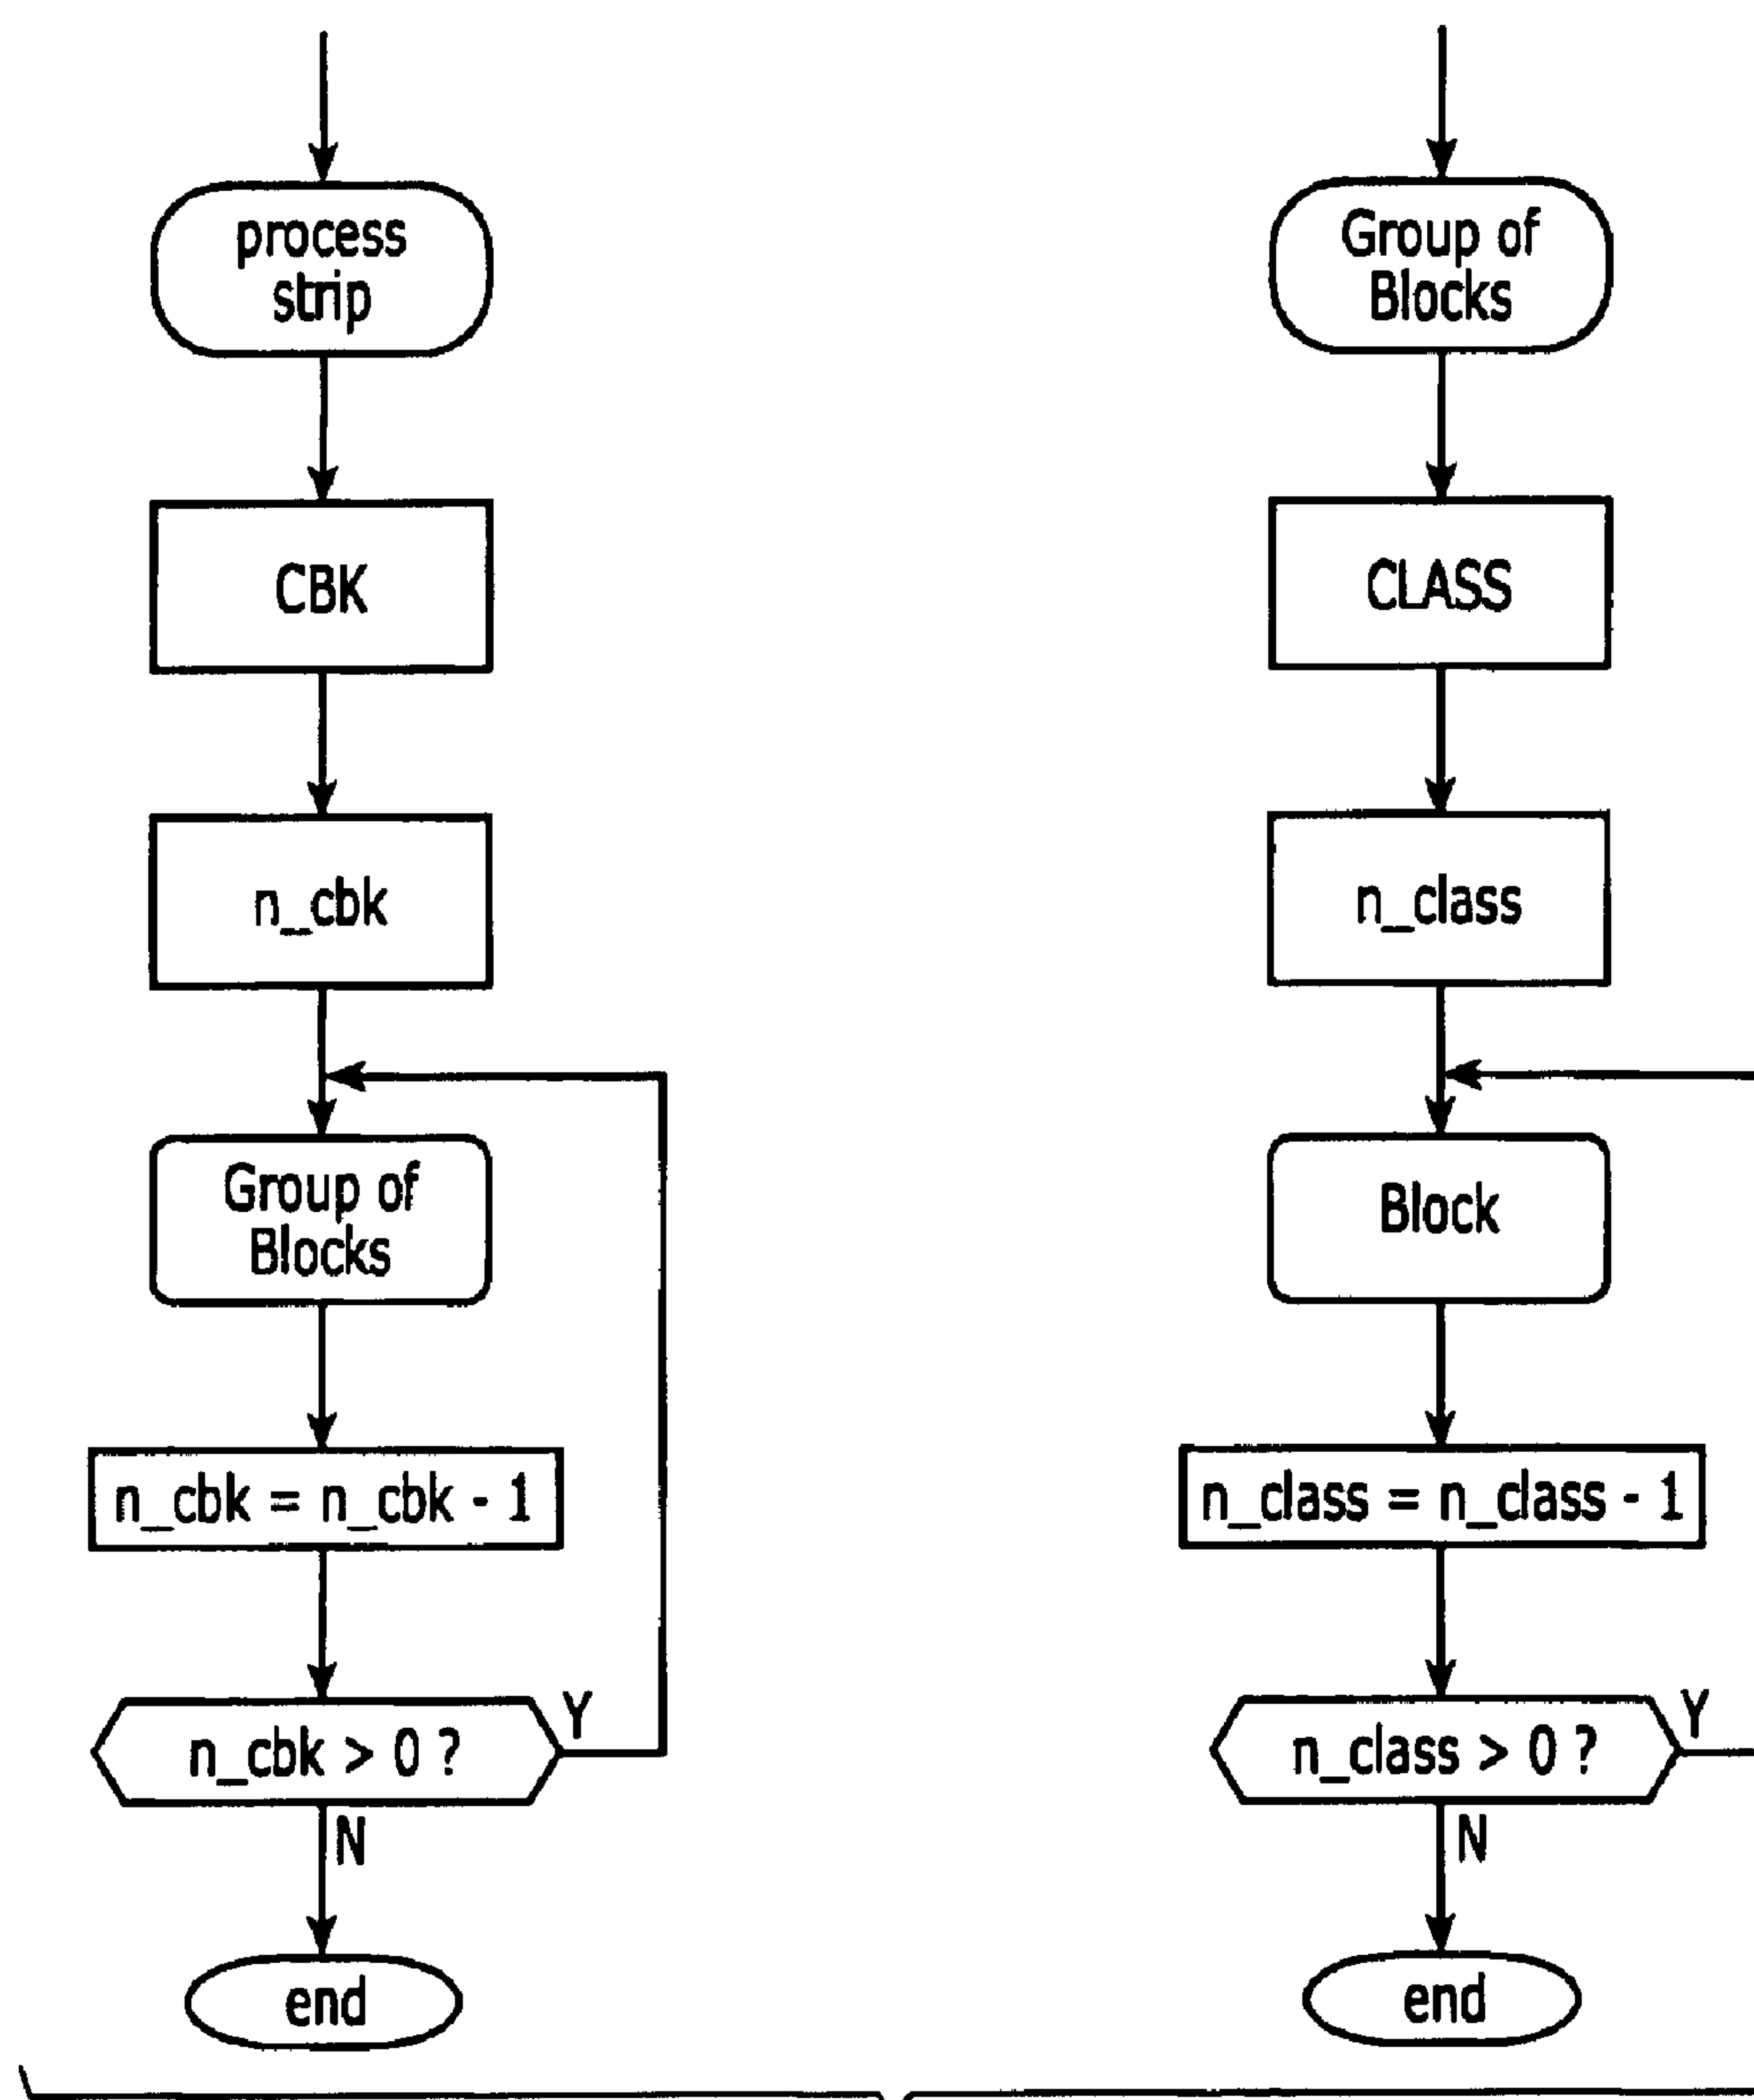 process
strip
CBK
n_cbk
Group of
Blocks
n_cbk = n_cbk - 1
n_cbk > 0 ?
Y
N
end
Group of
Blocks
CLASS
n_class
Block
n_class = n_class - 1
n_class > 0 ?
Y
N
end